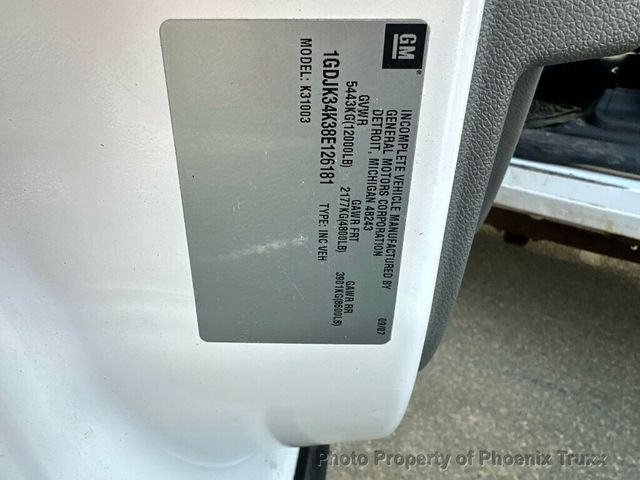 GM
INCOMPLETE VEHICLE MANUFACTURED BY
GENERAL MOTORS CORPORATION
DETROIT, MICHIGAN 48243
09/07
GVWR GAWR FRT GAWR RR
5443KG(12000LB) 2177KG(4800LB) 3901KG(8600LB)
1GDJK34K38E126181 TYPE: INC VEH
MODEL: K31003
Photo Property of Phoenix Truxx